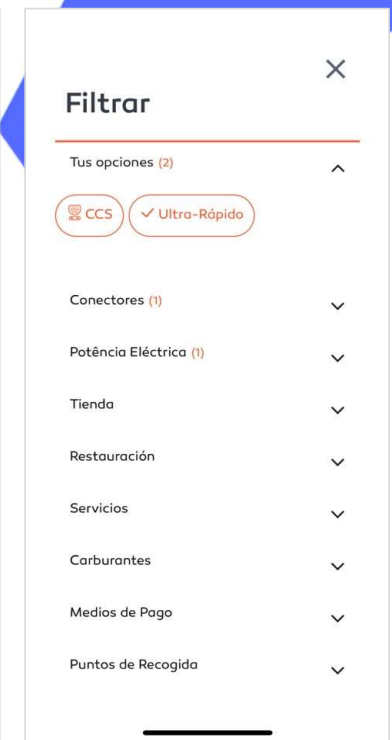 Filtrar
Tus opciones (2)
CCS Ultra-Rápido
Conectores (1)
Potência Eléctrica (1)
Tienda
Restauración
Servicios
Carburantes
Medios de Pago
Puntos de Recogida